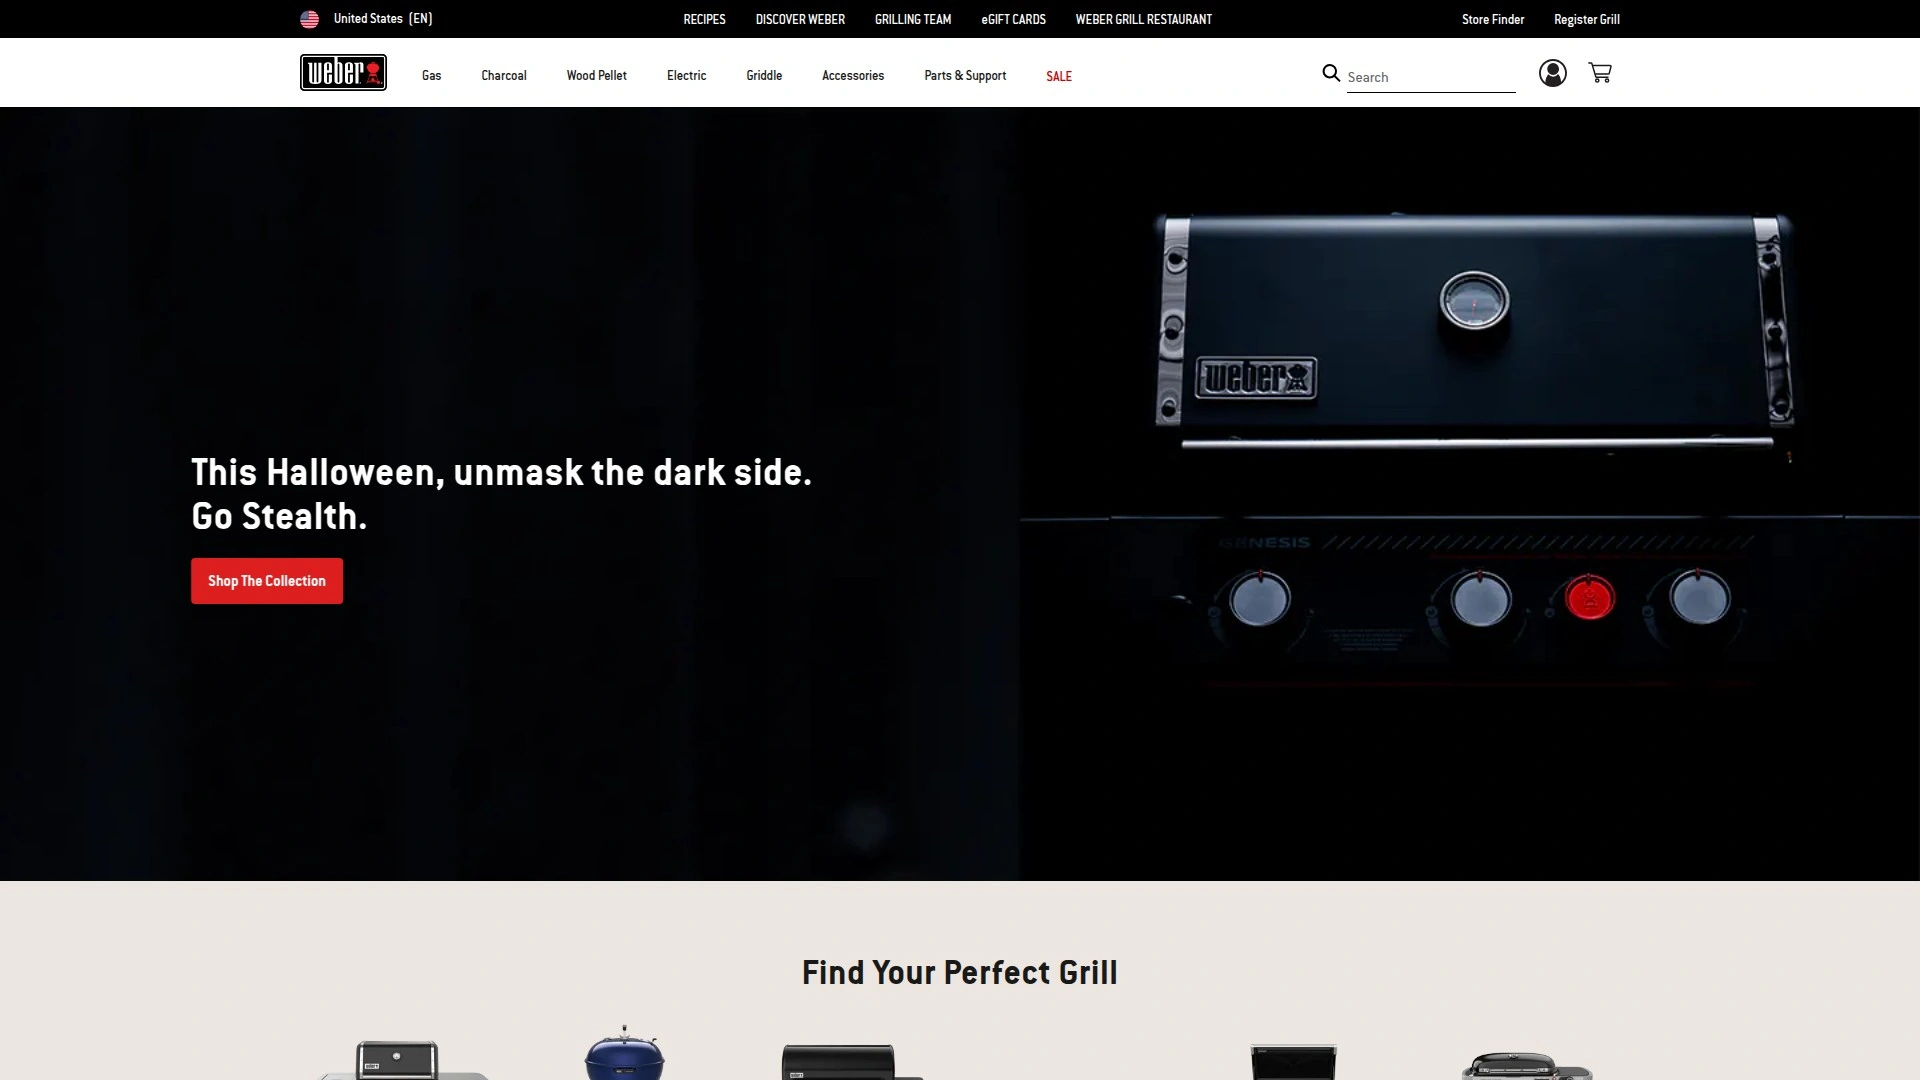 United States (EN)
RECIPES
DISCOVER WEBER
GRILLING TEAM
eGIFT CARDS
WEBER GRILL RESTAURANT
Store Finder
Register Grill
weber
Gas
Charcoal
Wood Pellet
Electric
Griddle
Accessories
Parts & Support
SALE
Search
weber
This Halloween, unmask the dark side.
Go Stealth.
GENESIS
Shop The Collection
Find Your Perfect Grill